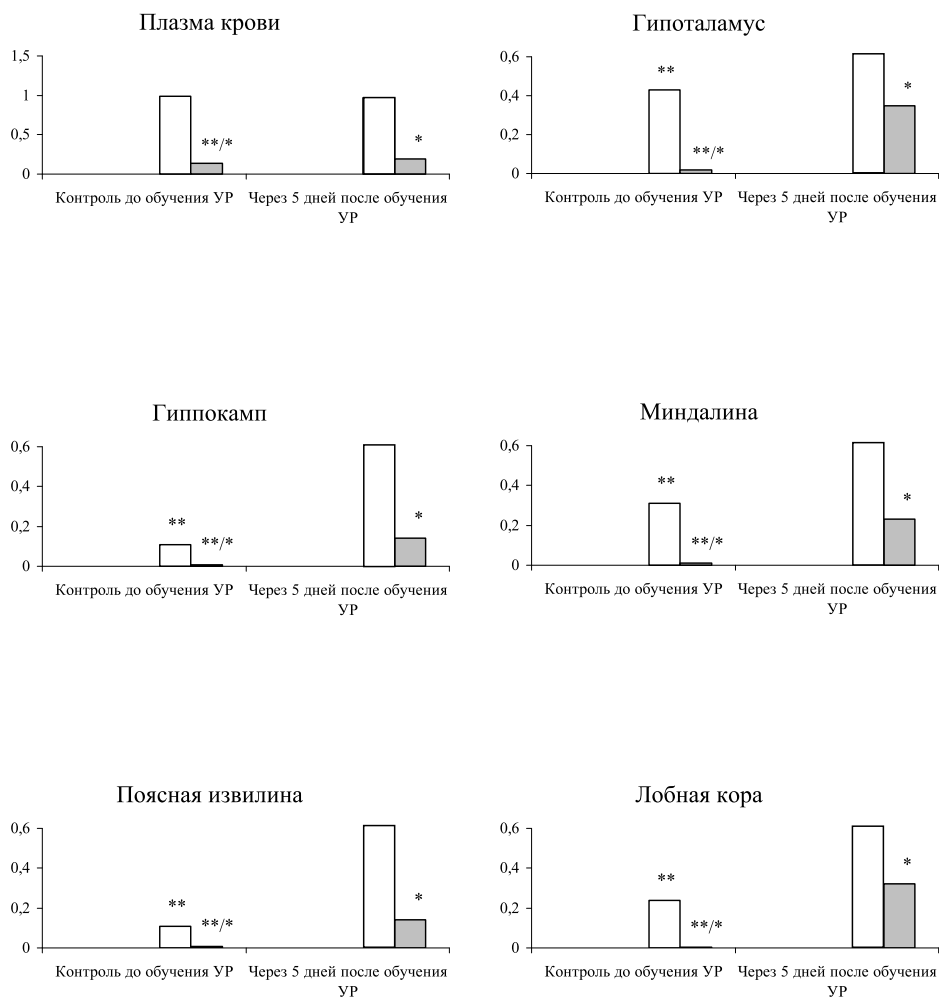 Плазма крови
1,5
1
0,5
0
**/*
*
Контроль до обучения УР
Через 5 дней после обучения
УР
Гипоталамус
0,6
0,4
0,2
0
**
**/*
*
Контроль до обучения УР
Через 5 дней после обучения
УР
Гиппокамп
0,6
0,4
0,2
0
**
**/*
*
Контроль до обучения УР
Через 5 дней после обучения
УР
Миндалина
0,6
0,4
0,2
0
**
**/*
*
Контроль до обучения УР
Через 5 дней после обучения
УР
Поясная извилина
0,6
0,4
0,2
0
**
**/*
*
Контроль до обучения УР
Через 5 дней после обучения
УР
Лобная кора
0,6
0,4
0,2
0
**
**/*
*
Контроль до обучения УР
Через 5 дней после обучения
УР